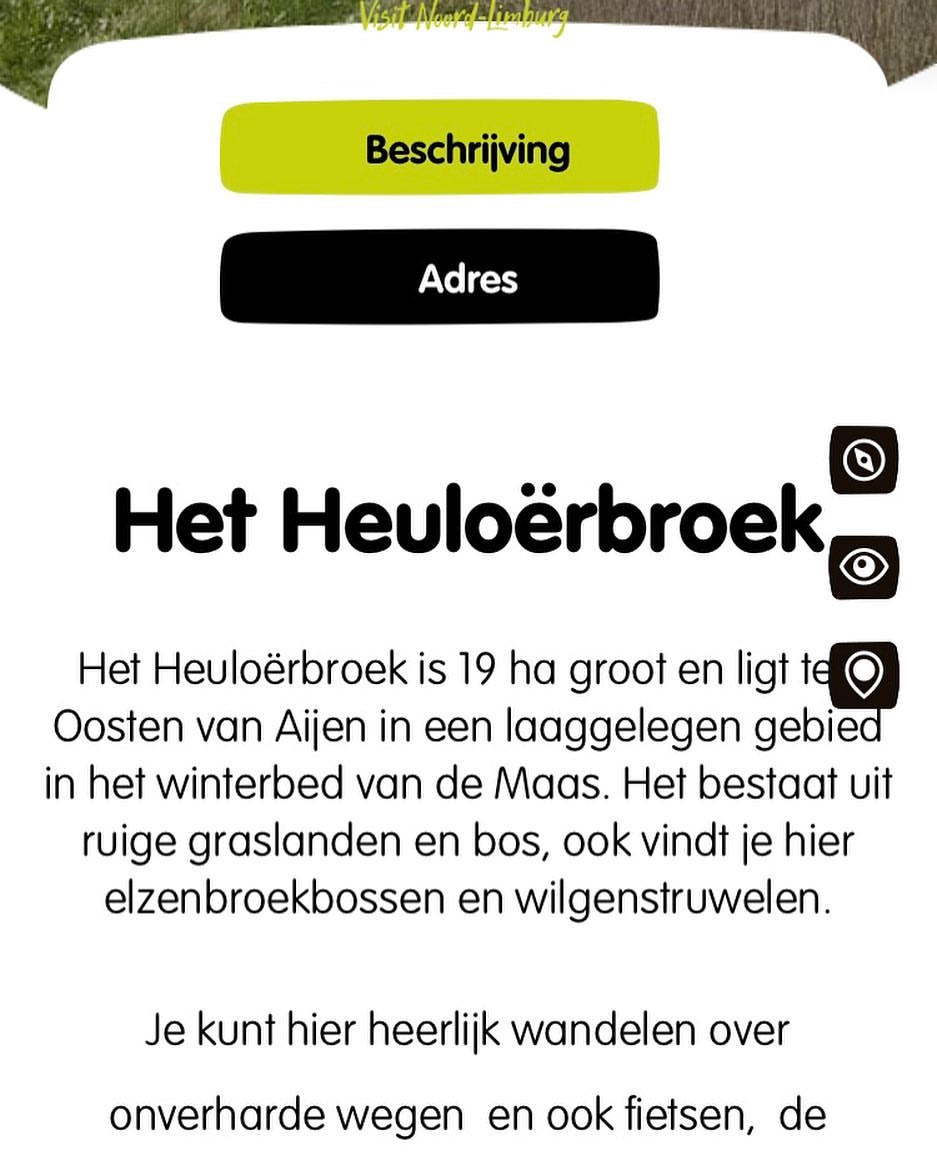 Visit Noord-Limburg
Beschrijving
Adres
Het Heuloërbroek
Het Heuloërbroek is 19 ha groot en ligt te
Oosten van Aijen in een laaggelegen gebied
in het winterbed van de Maas. Het bestaat uit
ruige graslanden en bos, ook vindt je hier
elzenbroekbossen en wilgenstruwelen.
Je kunt hier heerlijk wandelen over
onverharde wegen  en ook fietsen,  de